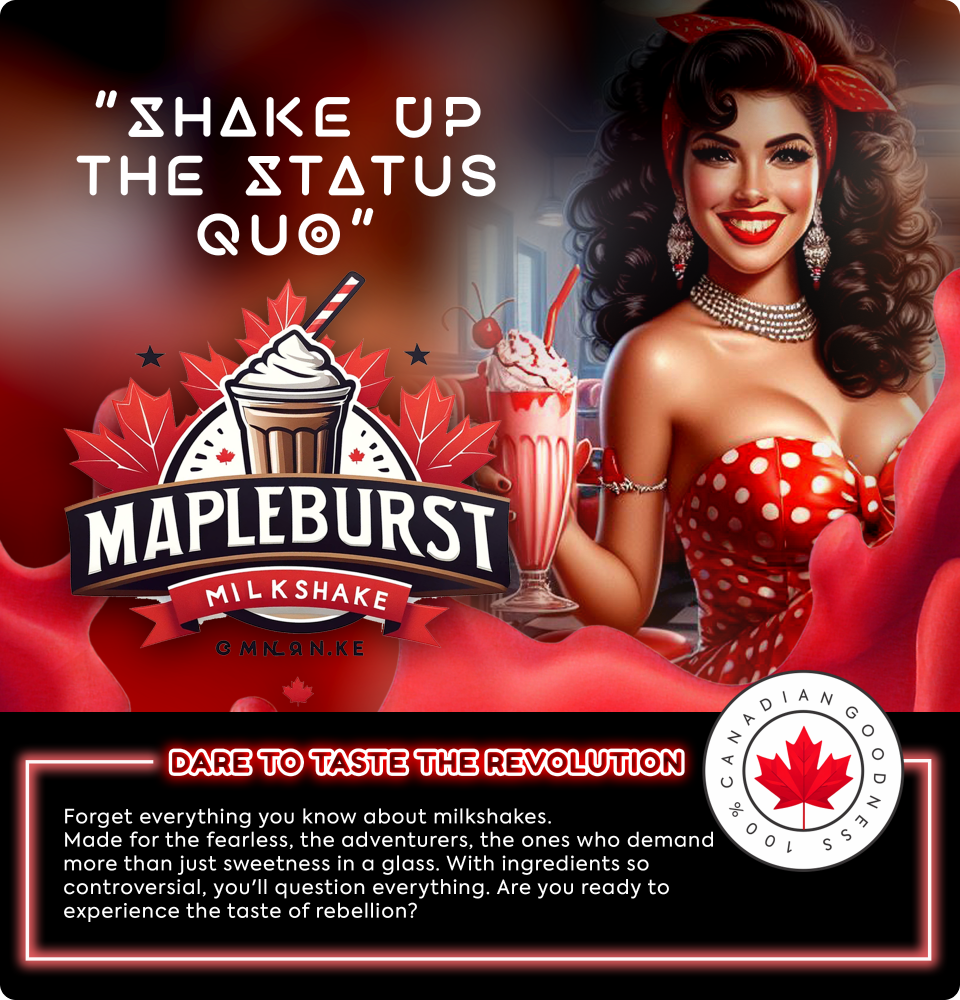 "SHAKE UP
THE STATUS
QUO"
MAPLEBURST
MILKSHAKE
DARE TO TASTE THE REVOLUTION
100% CANADIAN GOODNESS
Forget everything you know about milkshakes.
Made for the fearless, the adventurers, the ones who demand
more than just sweetness in a glass. With ingredients so
controversial, you'll question everything. Are you ready to
experience the taste of rebellion?